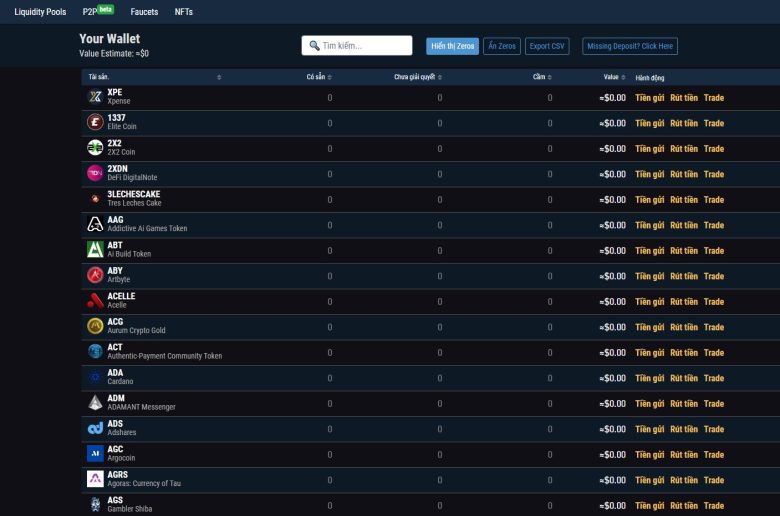 Liquidity Pools P2P beta Faucets NFTs
Your Wallet
Value Estimate: ≈$0
Tìm kiếm...
Hiển thị Zeros Ẩn Zeros Export CSV Missing Deposit? Click Here
Tài sản. Có sẵn Chưa giải quyết Cầm Value Hành động
XPE
Xpense
0 0 0 ≈$0.00 Tiền gửi Rút tiền Trade
1337
Elite Coin
0 0 0 ≈$0.00 Tiền gửi Rút tiền Trade
2X2
2X2 Coin
0 0 0 ≈$0.00 Tiền gửi Rút tiền Trade
2XDN
DeFi DigitalNote
0 0 0 ≈$0.00 Tiền gửi Rút tiền Trade
3LECHESCAKE
Tres Leches Cake
0 0 0 ≈$0.00 Tiền gửi Rút tiền Trade
AAG
Addictive Ai Games Token
0 0 0 ≈$0.00 Tiền gửi Rút tiền Trade
ABT
Ai Build Token
0 0 0 ≈$0.00 Tiền gửi Rút tiền Trade
ABY
Artbyte
0 0 0 ≈$0.00 Tiền gửi Rút tiền Trade
ACELLE
Acelle
0 0 0 ≈$0.00 Tiền gửi Rút tiền Trade
ACG
Aurum Crypto Gold
0 0 0 ≈$0.00 Tiền gửi Rút tiền Trade
ACT
Authentic-Payment Community Token
0 0 0 ≈$0.00 Tiền gửi Rút tiền Trade
ADA
Cardano
0 0 0 ≈$0.00 Tiền gửi Rút tiền Trade
ADM
ADAMANT Messenger
0 0 0 ≈$0.00 Tiền gửi Rút tiền Trade
ADS
Adshares
0 0 0 ≈$0.00 Tiền gửi Rút tiền Trade
AGC
Argocoin
0 0 0 ≈$0.00 Tiền gửi Rút tiền Trade
AGRS
Agoras: Currency of Tau
0 0 0 ≈$0.00 Tiền gửi Rút tiền Trade
AGS
Gambler Shiba
0 0 0 ≈$0.00 Tiền gửi Rút tiền Trade